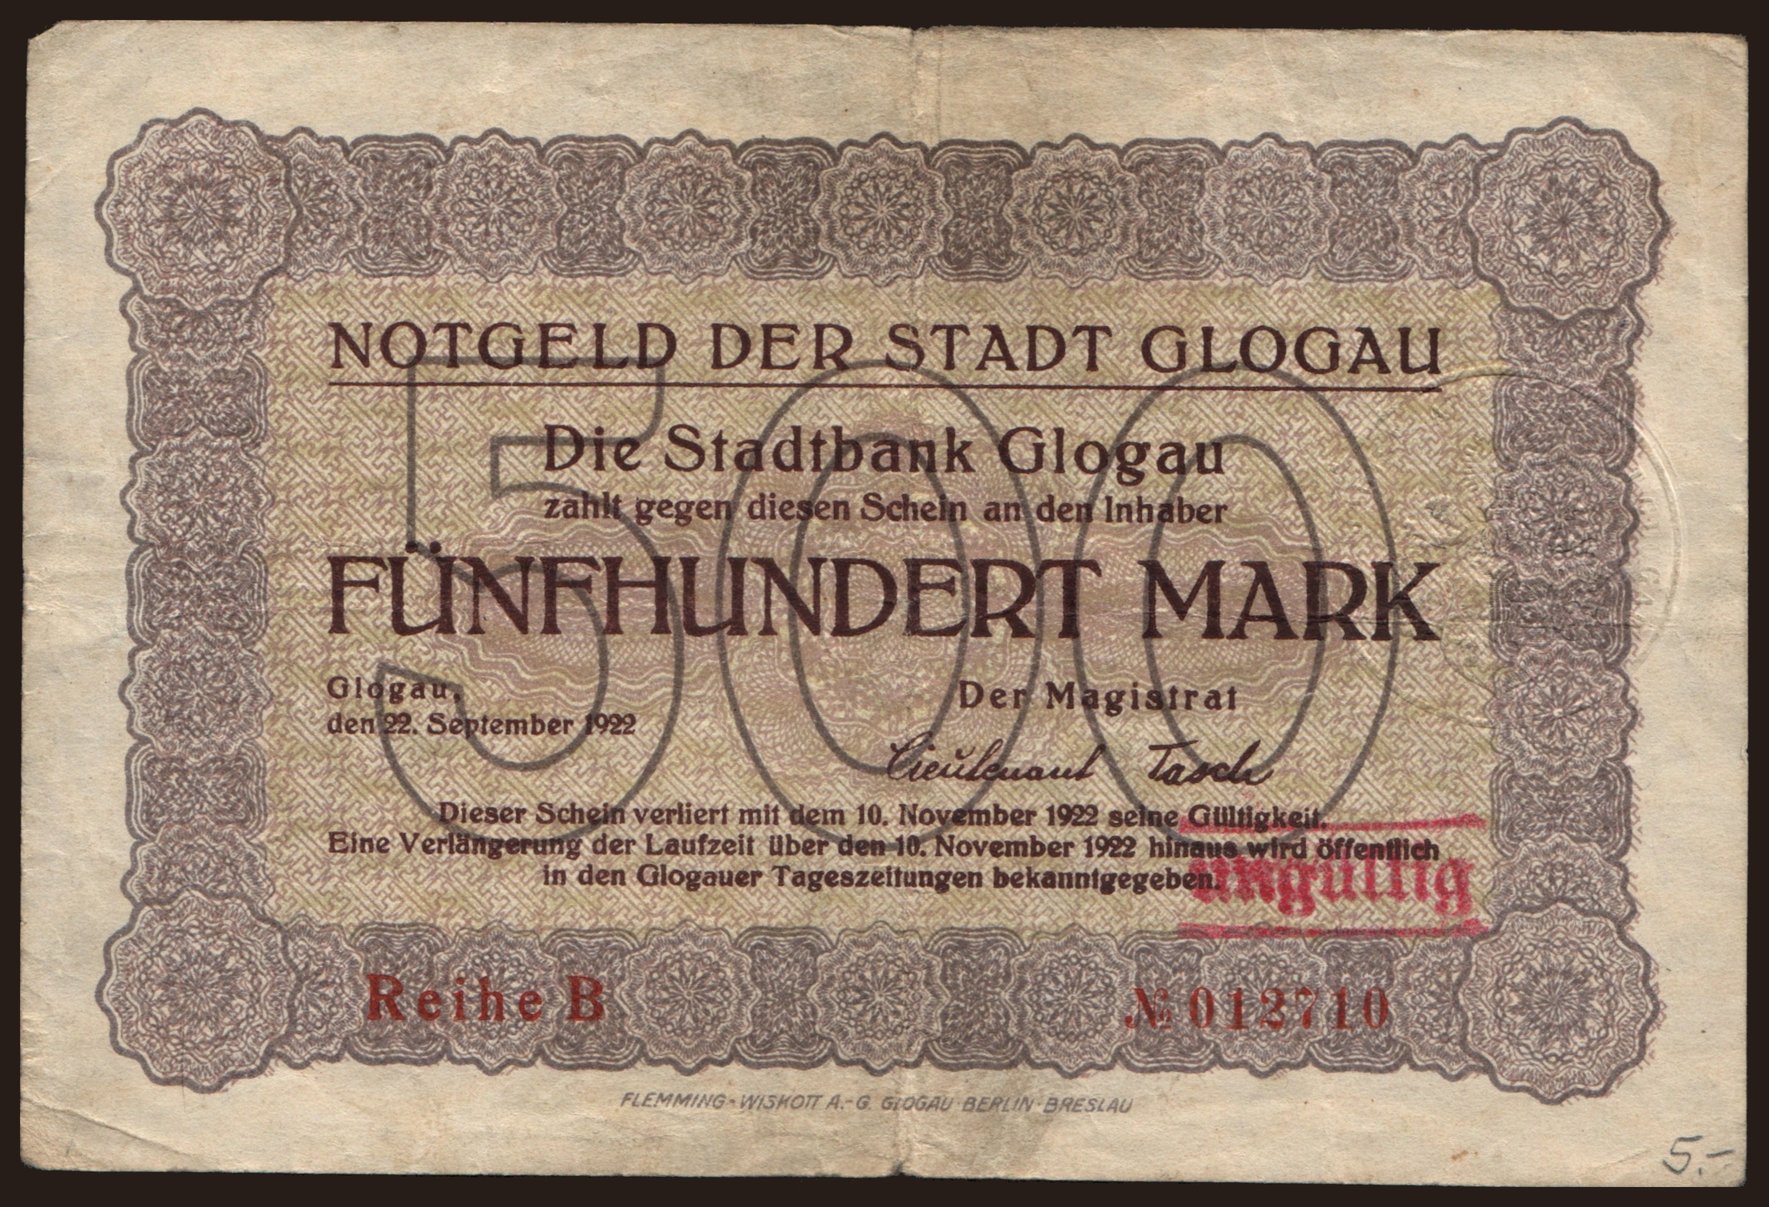 NOTGELD DER STADT GLOGAU
500
Die Stadtbank Glogau
zahlt gegen diesen Schein an den Inhaber
FÜNFHUNDERT MARK
Glogau,
den 22. September 1922
Der Magistrat
Tasch
Dieser Schein verliert mit dem 10. November 1922 seine Gültigkeit.
Eine Verlängerung der Laufzeit über den 10. November 1922 hinaus wird öffentlich
in den Glogauer Tageszeitungen bekanntgegeben.
ungültig
Reihe B
№ 012710
FLEMMING-WISKOTT A.-G. GLOGAU-BERLIN-BRESLAU
5.-